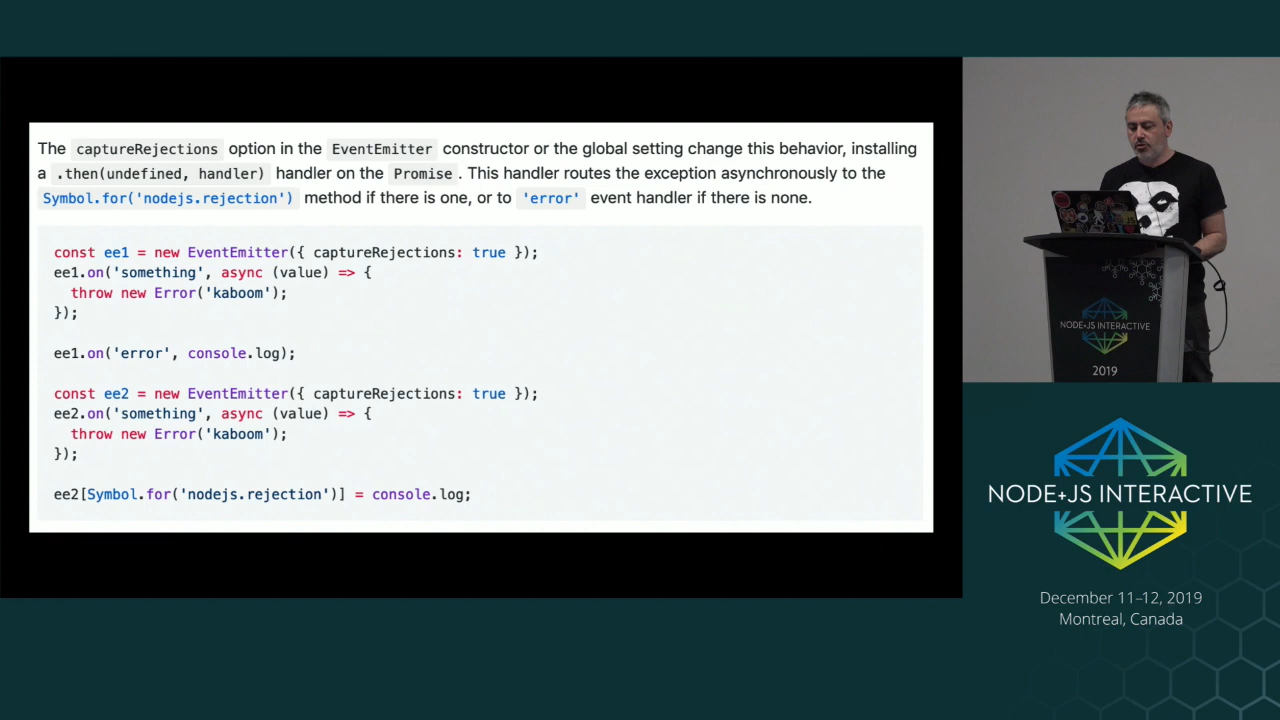 The captureRejections option in the EventEmitter constructor or the global setting change this behavior, installing
a .then(undefined, handler) handler on the Promise. This handler routes the exception asynchronously to the
Symbol.for('nodejs.rejection') method if there is one, or to 'error' event handler if there is none.
const ee1 = new EventEmitter({ captureRejections: true });
ee1.on('something', async (value) => {
  throw new Error('kaboom');
});
ee1.on('error', console.log);
const ee2 = new EventEmitter({ captureRejections: true });
ee2.on('something', async (value) => {
  throw new Error('kaboom');
});
ee2[Symbol.for('nodejs.rejection')] = console.log;
NODE+JS INTERACTIVE
2019
NODE+JS INTERACTIVE
December 11–12, 2019
Montreal, Canada